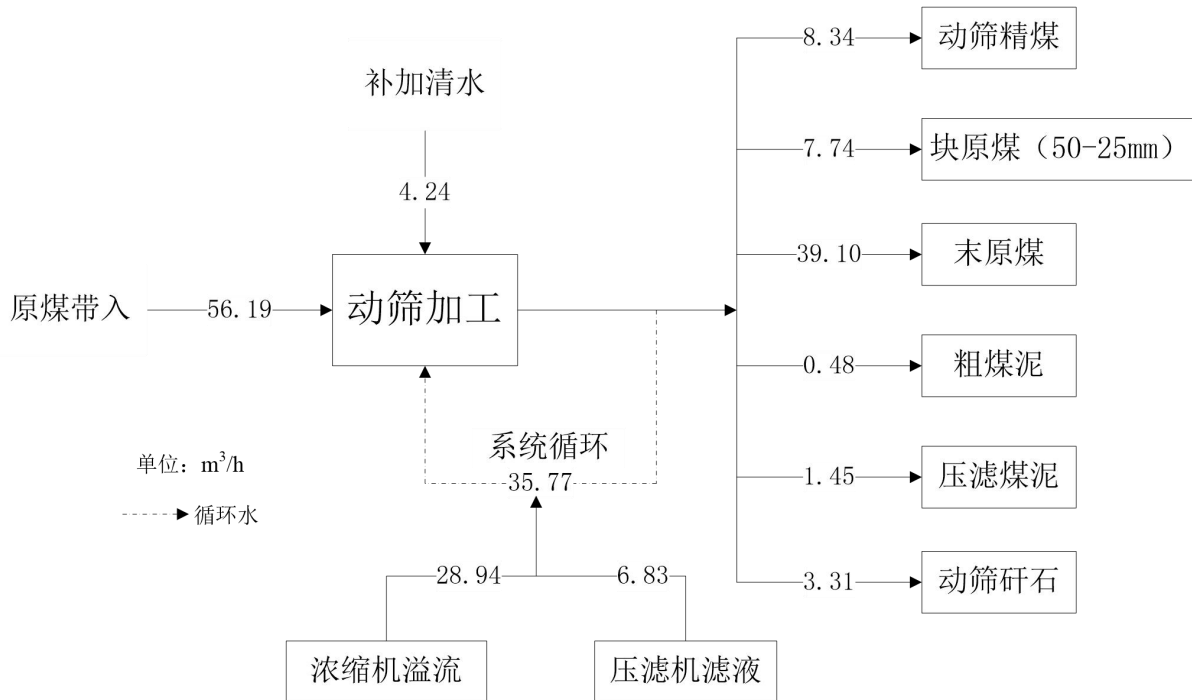 8.34
动筛精煤
补加清水
7.74
块原煤（50-25mm）
4.24
39.10
末原煤
原煤带入
56.19
动筛加工
0.48
粗煤泥
系统循环
35.77
单位：m³/h
1.45
压滤煤泥
循环水
28.94
6.83
3.31
动筛矸石
浓缩机溢流
压滤机滤液